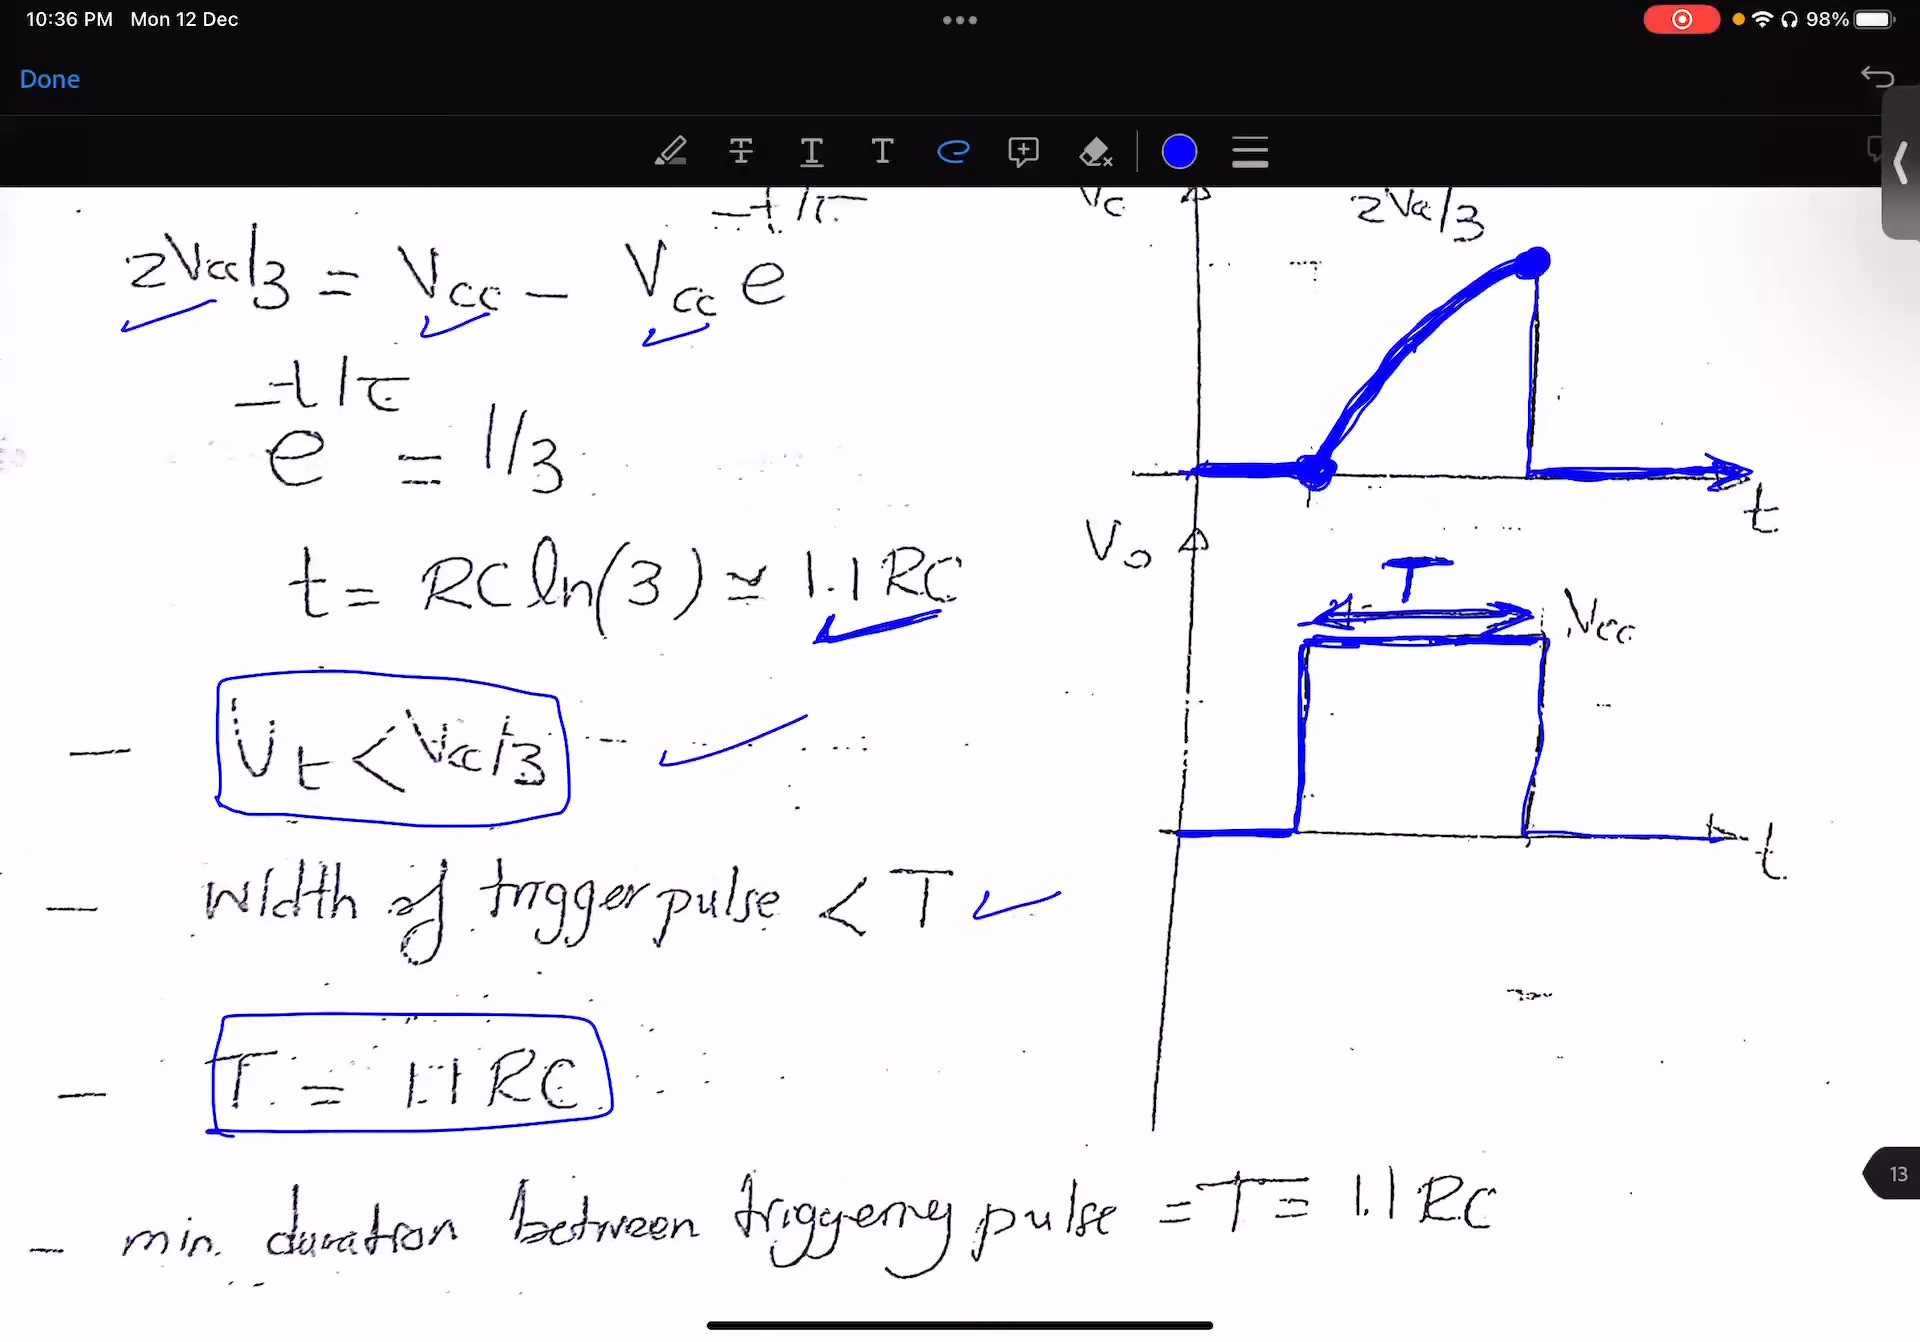 10:36 PM Mon 12 Dec
98%
Done
T T T
2Vcc/3 = Vcc – Vcc e^–t/τ
e^–t/τ = 1/3
t = RC ln(3) ≃ 1.1 RC
– Vt < Vcc/3
– width of trigger pulse < T
– T = 1.1 RC
– min. duration between triggering pulse = T = 1.1 RC
Vc
2Vcc/3
t
Vo
T
Vcc
t
13